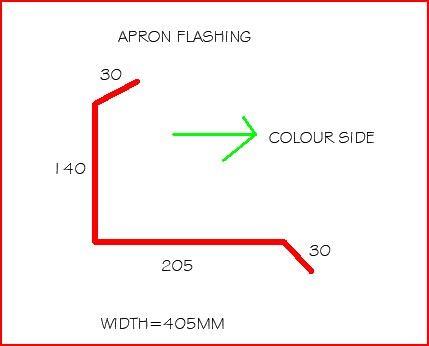 APRON FLASHING
30
COLOUR SIDE
140
30
205
WIDTH=405MM